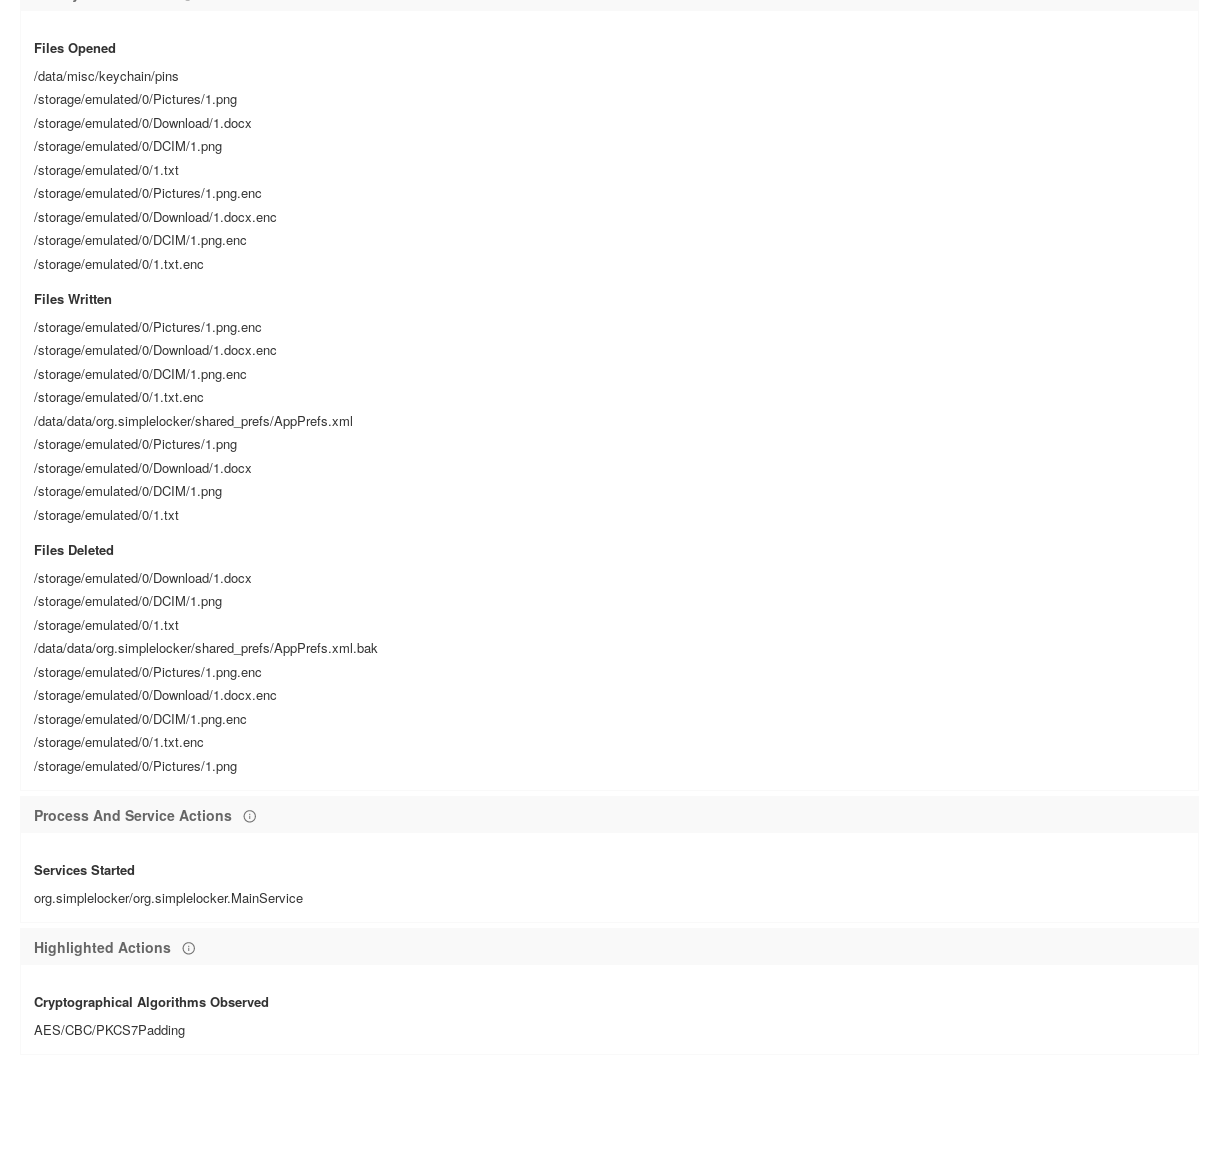 Files Opened
/data/misc/keychain/pins
/storage/emulated/0/Pictures/1.png
/storage/emulated/0/Download/1.docx
/storage/emulated/0/DCIM/1.png
/storage/emulated/0/1.txt
/storage/emulated/0/Pictures/1.png.enc
/storage/emulated/0/Download/1.docx.enc
/storage/emulated/0/DCIM/1.png.enc
/storage/emulated/0/1.txt.enc
Files Written
/storage/emulated/0/Pictures/1.png.enc
/storage/emulated/0/Download/1.docx.enc
/storage/emulated/0/DCIM/1.png.enc
/storage/emulated/0/1.txt.enc
/data/data/org.simplelocker/shared_prefs/AppPrefs.xml
/storage/emulated/0/Pictures/1.png
/storage/emulated/0/Download/1.docx
/storage/emulated/0/DCIM/1.png
/storage/emulated/0/1.txt
Files Deleted
/storage/emulated/0/Download/1.docx
/storage/emulated/0/DCIM/1.png
/storage/emulated/0/1.txt
/data/data/org.simplelocker/shared_prefs/AppPrefs.xml.bak
/storage/emulated/0/Pictures/1.png.enc
/storage/emulated/0/Download/1.docx.enc
/storage/emulated/0/DCIM/1.png.enc
/storage/emulated/0/1.txt.enc
/storage/emulated/0/Pictures/1.png
Process And Service Actions
Services Started
org.simplelocker/org.simplelocker.MainService
Highlighted Actions
Cryptographical Algorithms Observed
AES/CBC/PKCS7Padding